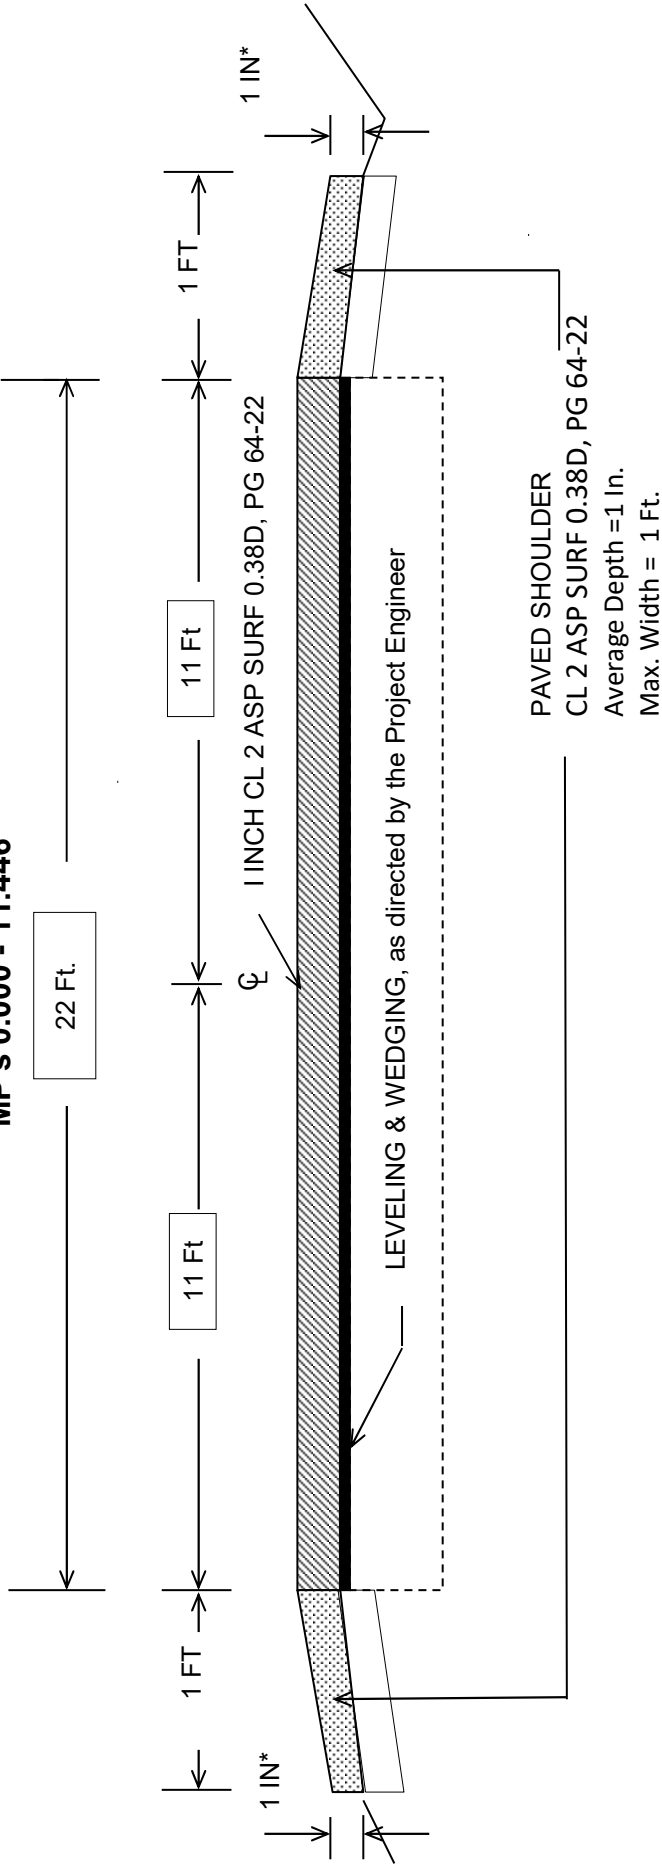 MP's 0.000 - 11.446
22 Ft.
1 FT
11 Ft
11 Ft
1 FT
1 IN*
℄
I INCH CL 2 ASP SURF 0.38D, PG 64-22
1 IN*
LEVELING & WEDGING, as directed by the Project Engineer
PAVED SHOULDER
CL 2 ASP SURF 0.38D, PG 64-22
Average Depth =1 In.
Max. Width = 1 Ft.